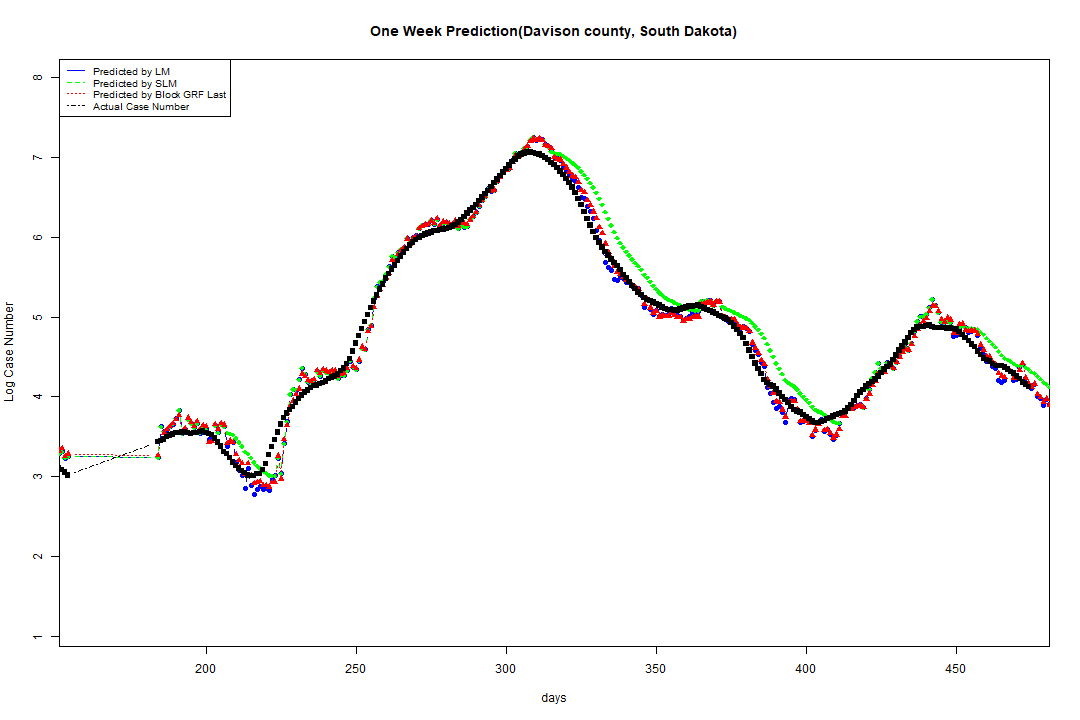 One Week Prediction(Davison county, South Dakota)
Predicted by LM
Predicted by SLM
Predicted by Block GRF Last
Actual Case Number
8
7
6
5
4
3
2
1
Log Case Number
200 250 300 350 400 450
days